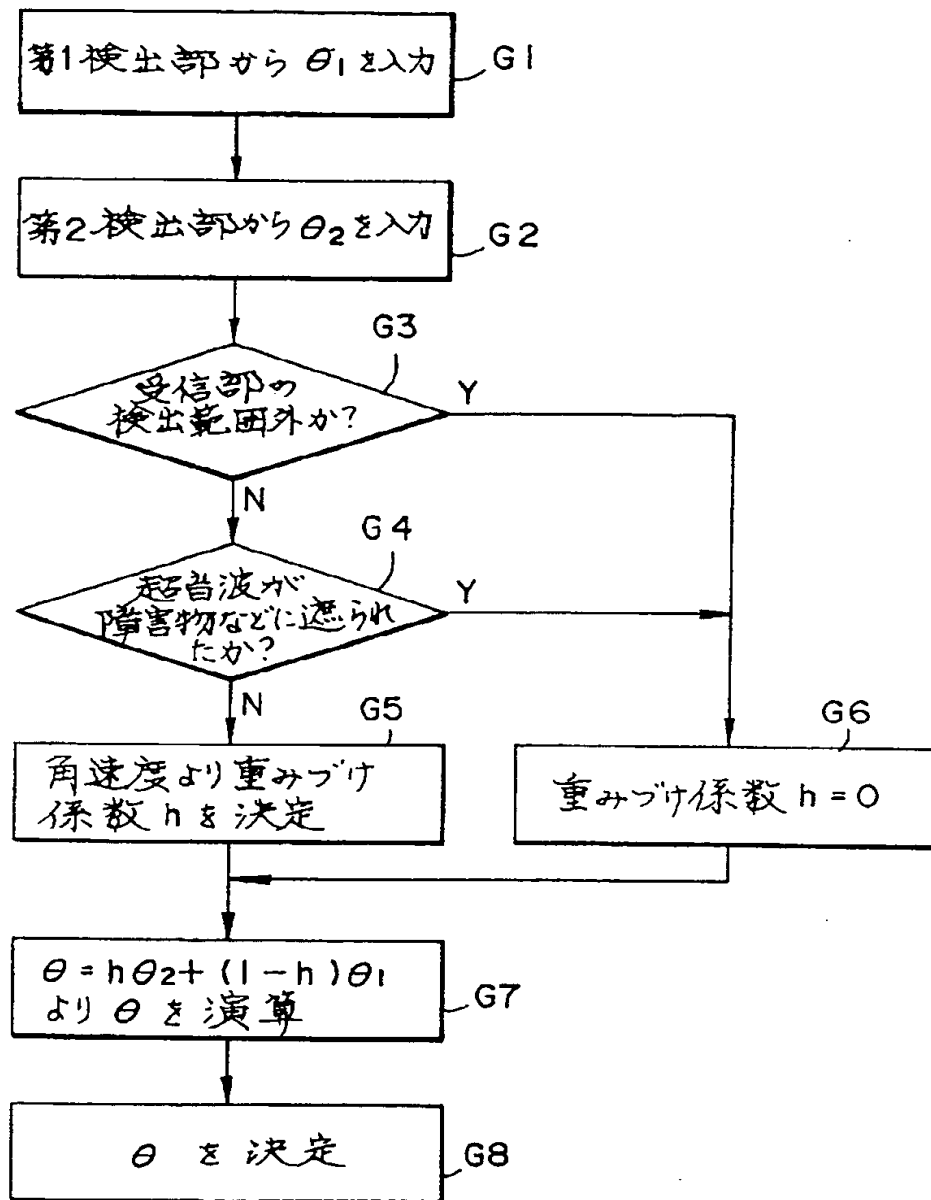 第1検出部からθ₁を入力
G1
第2検出部からθ₂を入力
G2
G3
受信部の
検出範囲外か?
Y
N
G4
超音波が
障害物などに遮られ
たか?
Y
N
G5
角速度より重みづけ
係数hを決定
G6
重みづけ係数h=0
θ=hθ₂+(1-h)θ₁
よりθを演算
G7
θを決定
G8